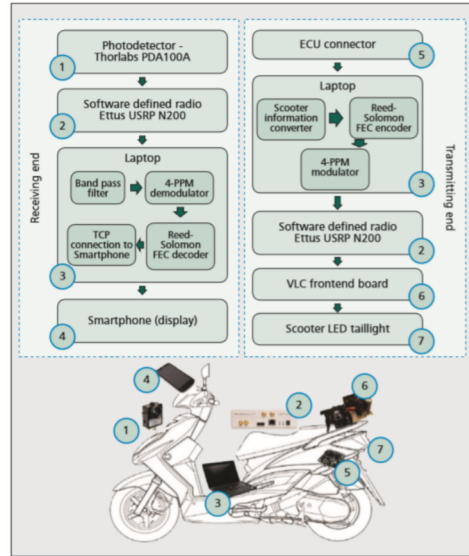 Receiving end
Photodetector -
Thorlabs PDA100A
1
Software defined radio
Ettus USRP N200
2
Laptop
Band pass
filter
4-PPM
demodulator
TCP
connection to
Smartphone
Reed-
Solomon
FEC decoder
3
Smartphone (display)
4
Transmitting end
ECU connector
5
Laptop
Scooter
information
converter
Reed-
Solomon
FEC encoder
4-PPM
modulator
3
Software defined radio
Ettus USRP N200
2
VLC frontend board
6
Scooter LED taillight
7
4
6
2
1
7
5
3